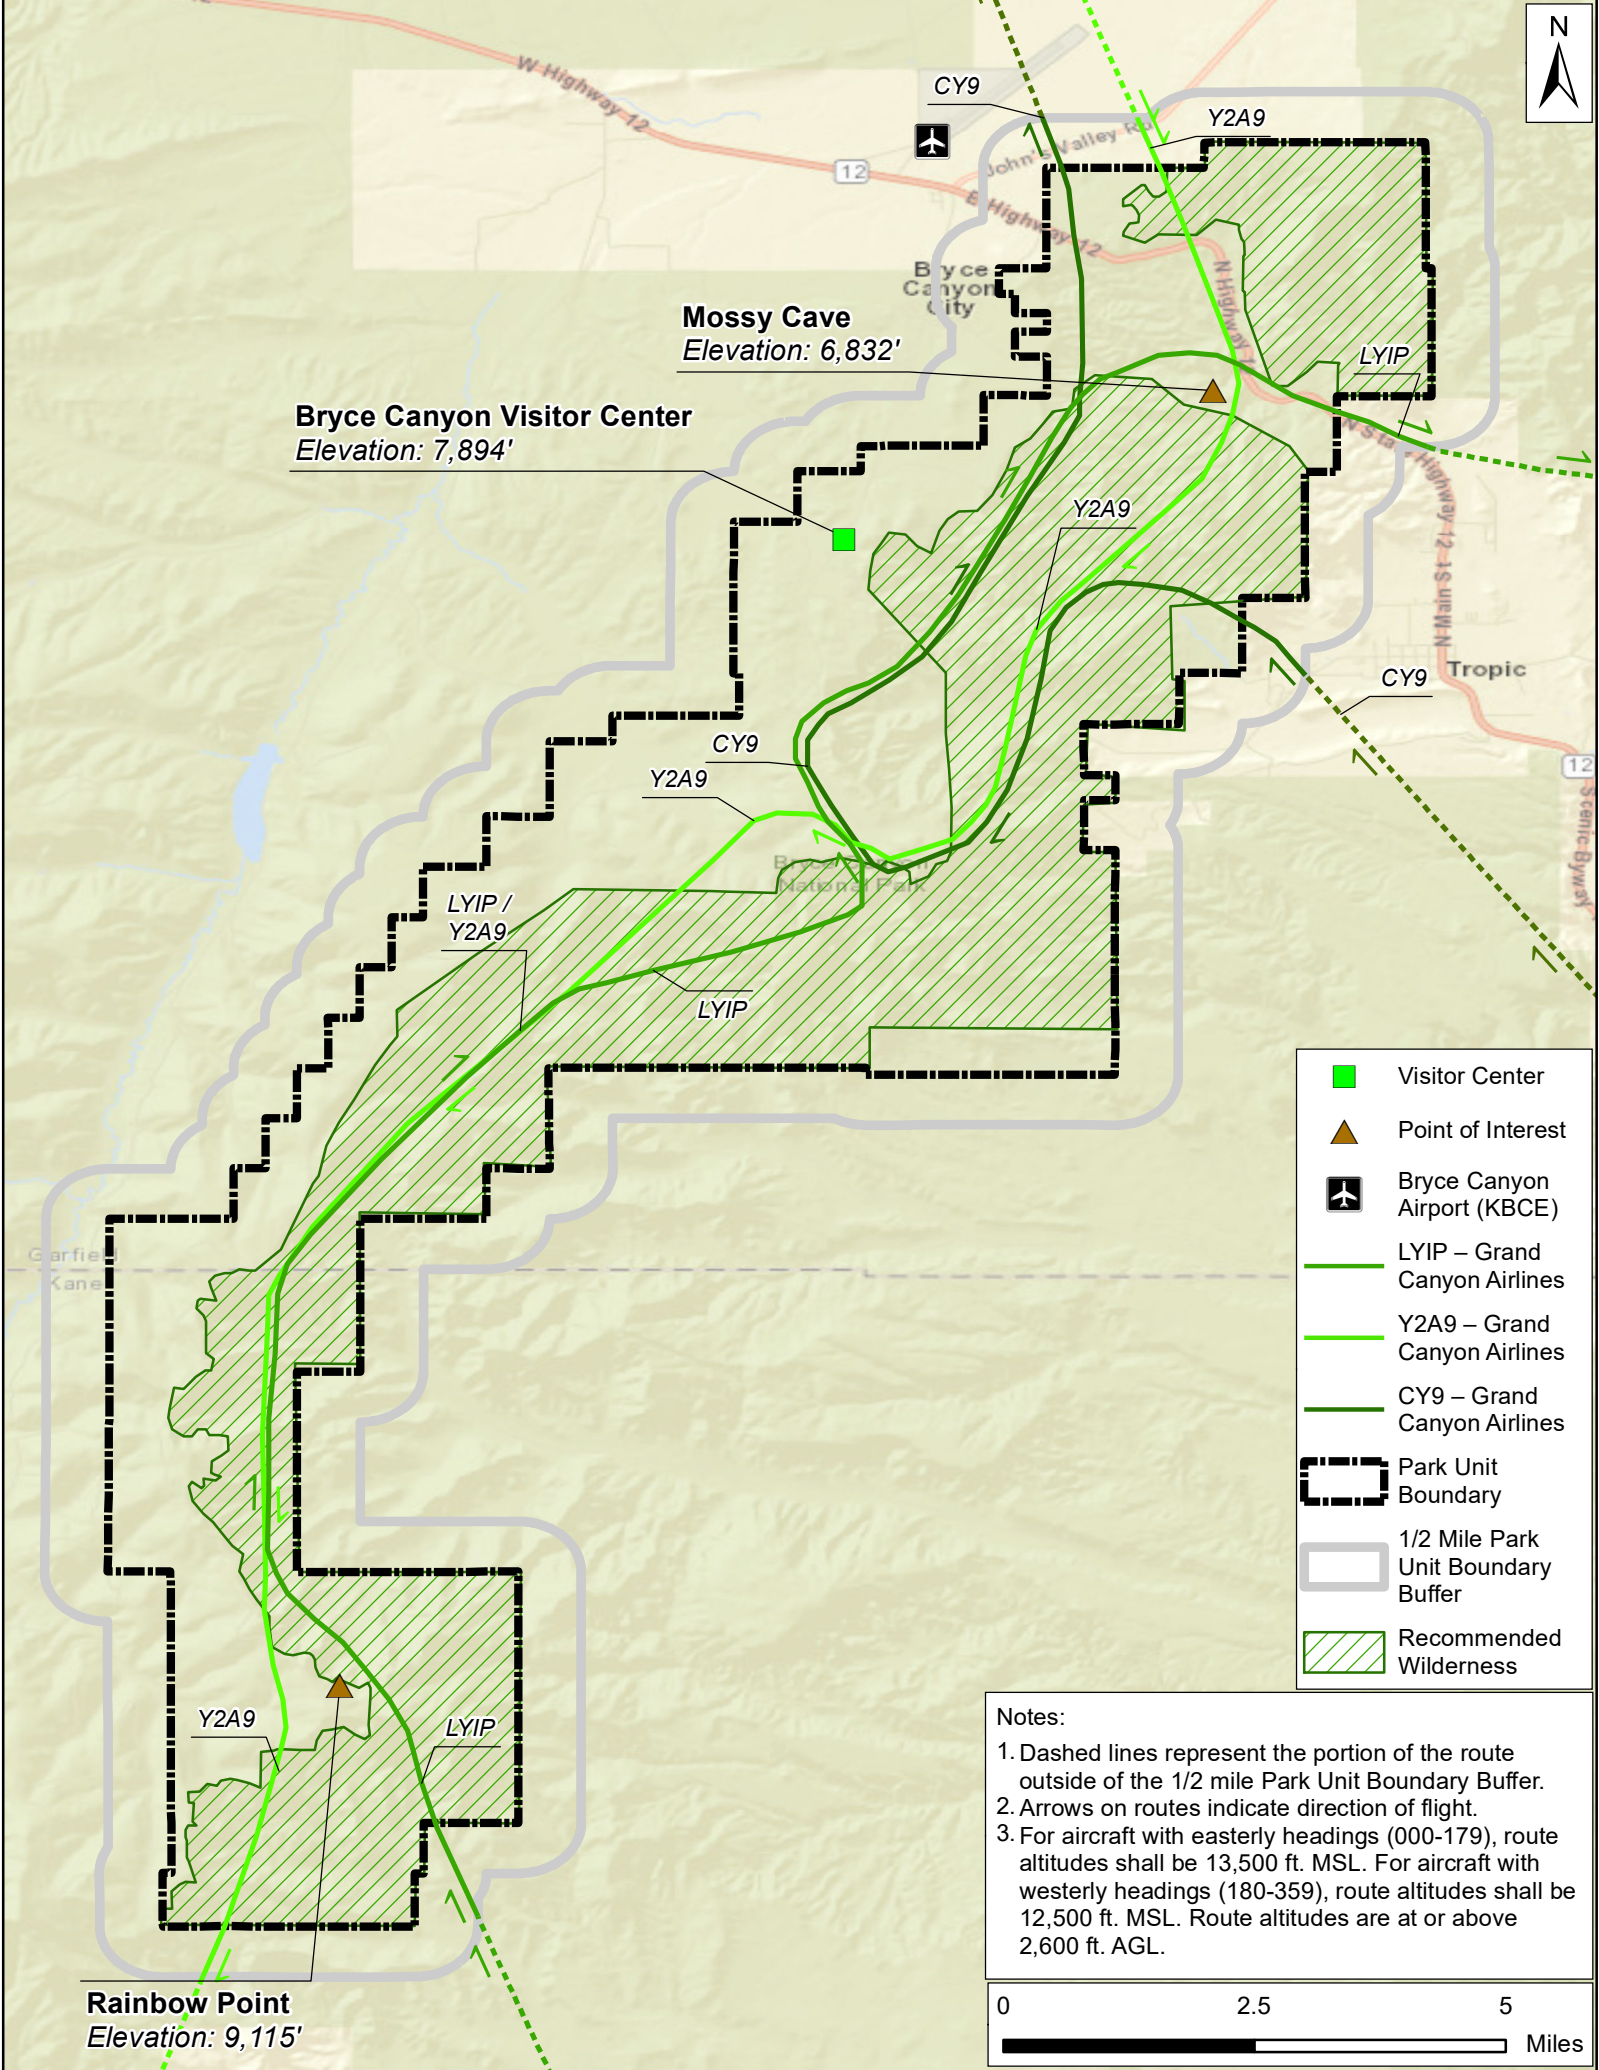 N
W Highway 12
CY9
Y2A9
John's Valley Rd
12
E Highway 12
Bryce
Canyon
City
Mossy Cave
Elevation: 6,832'
LYIP
Bryce Canyon Visitor Center
Elevation: 7,894'
Y2A9
Tropic
CY9
CY9
Y2A9
12
Scenic Byway
National Park
LYIP /
Y2A9
LYIP
Garfield
Kane
Visitor Center
Point of Interest
Bryce Canyon
Airport (KBCE)
LYIP – Grand
Canyon Airlines
Y2A9 – Grand
Canyon Airlines
CY9 – Grand
Canyon Airlines
Park Unit
Boundary
1/2 Mile Park
Unit Boundary
Buffer
Recommended
Wilderness
Y2A9
LYIP
Rainbow Point
Elevation: 9,115'
Notes:
1. Dashed lines represent the portion of the route
outside of the 1/2 mile Park Unit Boundary Buffer.
2. Arrows on routes indicate direction of flight.
3. For aircraft with easterly headings (000-179), route
altitudes shall be 13,500 ft. MSL. For aircraft with
westerly headings (180-359), route altitudes shall be
12,500 ft. MSL. Route altitudes are at or above
2,600 ft. AGL.
0 2.5 5
Miles